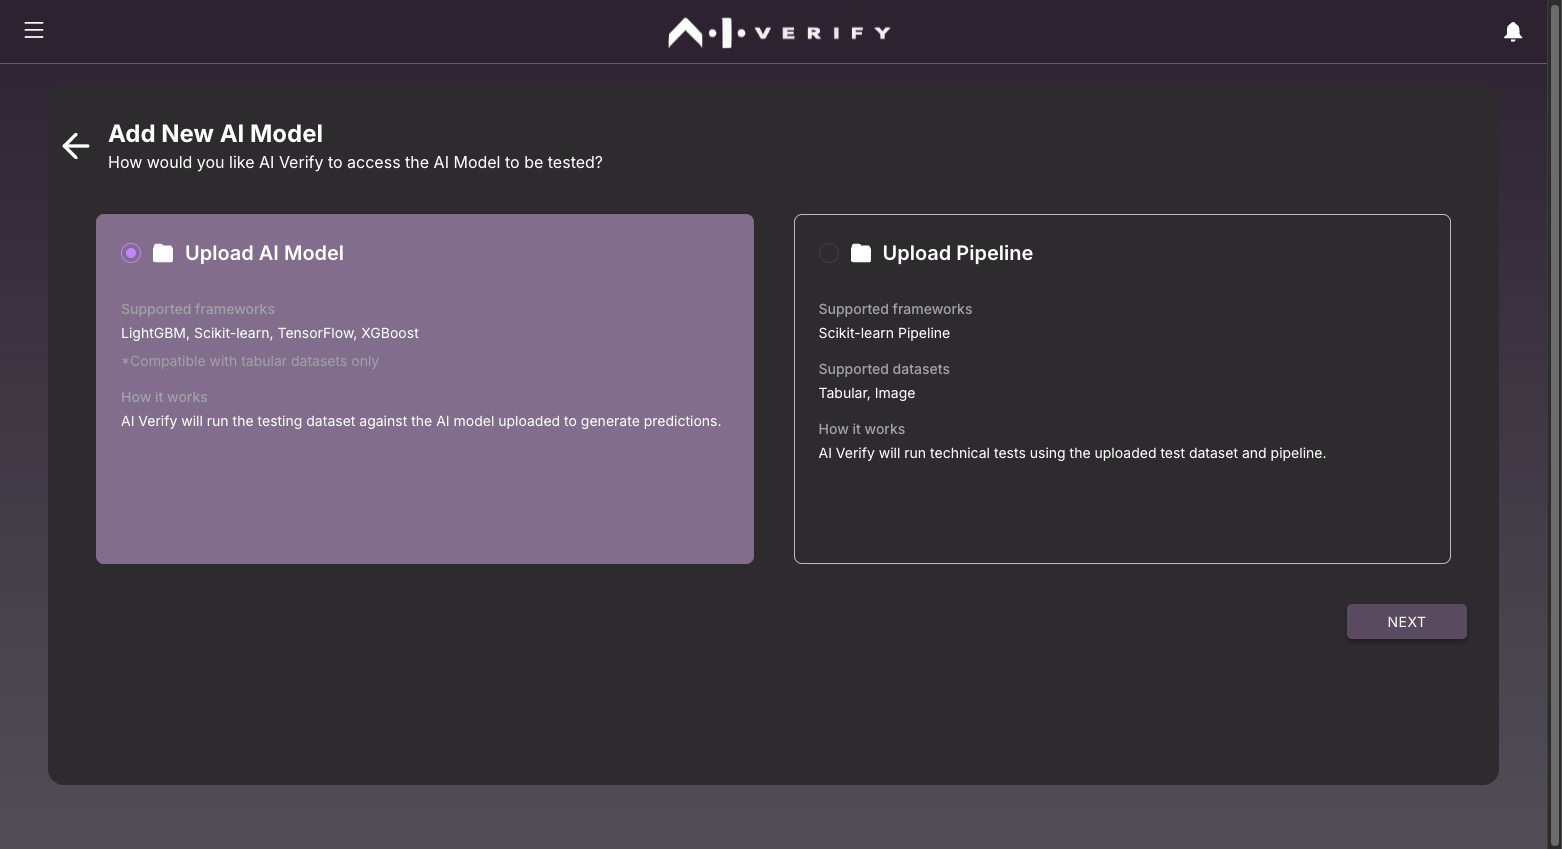 AI VERIFY
Add New AI Model
How would you like AI Verify to access the AI Model to be tested?
Upload AI Model
Supported frameworks
LightGBM, Scikit-learn, TensorFlow, XGBoost
*Compatible with tabular datasets only
How it works
AI Verify will run the testing dataset against the AI model uploaded to generate predictions.
Upload Pipeline
Supported frameworks
Scikit-learn Pipeline
Supported datasets
Tabular, Image
How it works
AI Verify will run technical tests using the uploaded test dataset and pipeline.
NEXT